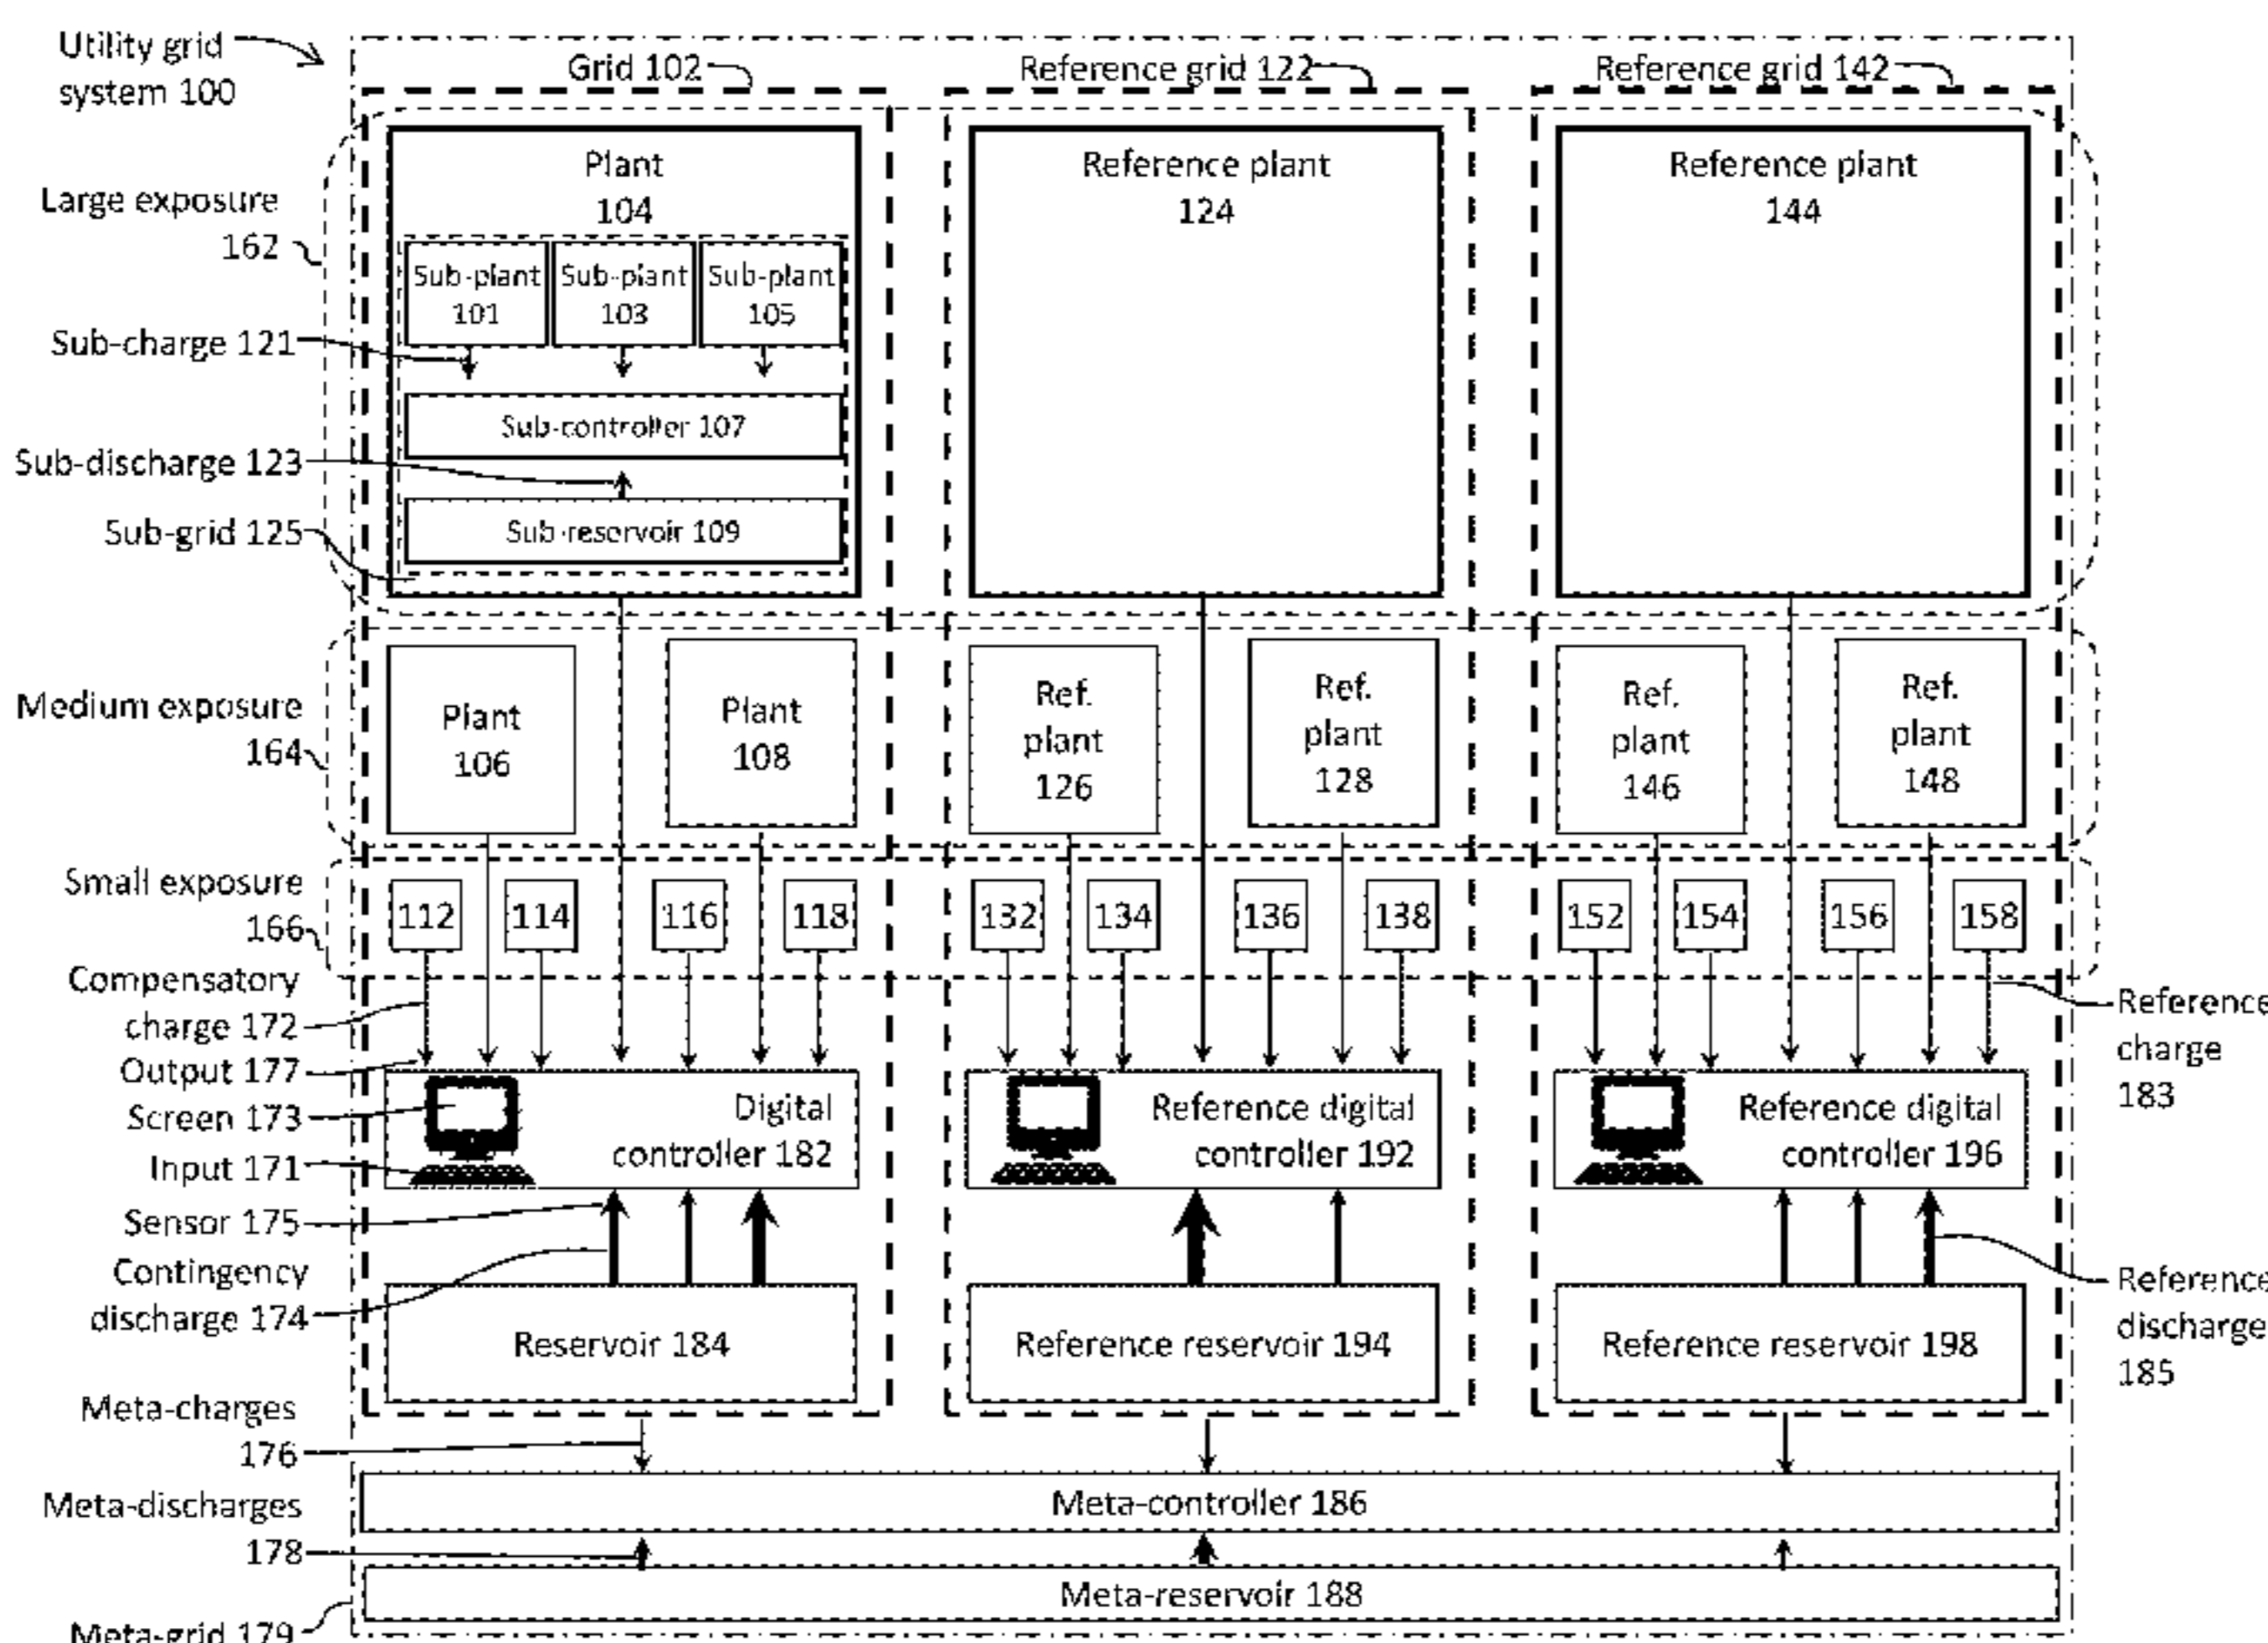 Utility grid
system 100
Grid 102
Reference grid 122
Reference grid 142
Large exposure
162
Plant
104
Reference plant
124
Reference plant
144
Sub-plant
101
Sub-plant
103
Sub-plant
105
Sub-charge 121
Sub-controller 107
Sub-discharge 123
Sub-reservoir 109
Sub-grid 125
Medium exposure
164
Plant
106
Plant
108
Ref.
plant
126
Ref.
plant
128
Ref.
plant
146
Ref.
plant
148
Small exposure
166
112
114
116
118
132
134
136
138
152
154
156
158
Compensatory
charge 172
Reference
charge
183
Output 177
Screen 173
Input 171
Digital
controller 182
Reference digital
controller 192
Reference digital
controller 196
Sensor 175
Contingency
discharge 174
Reference
discharge
185
Reservoir 184
Reference reservoir 194
Reference reservoir 198
Meta-charges
176
Meta-controller 186
Meta-discharges
178
Meta-reservoir 188
Meta-grid 179